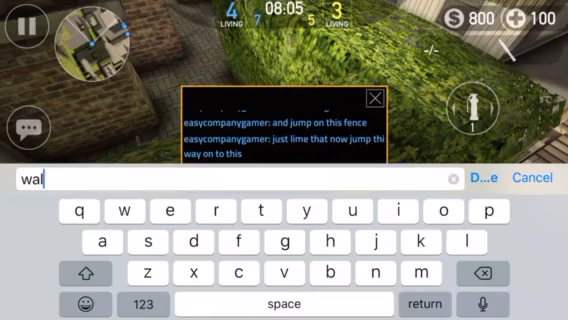 4 7 08:05 5 3
LIVING LIVING
$ 800 100
-/-
1
easycompanygamer: and jump on this fence
easycompanygamer: just lime that now jump thi
way on to this
wal
D...e Cancel
q w e r t y u i o p
a s d f g h j k l
z x c v b n m
123 space return